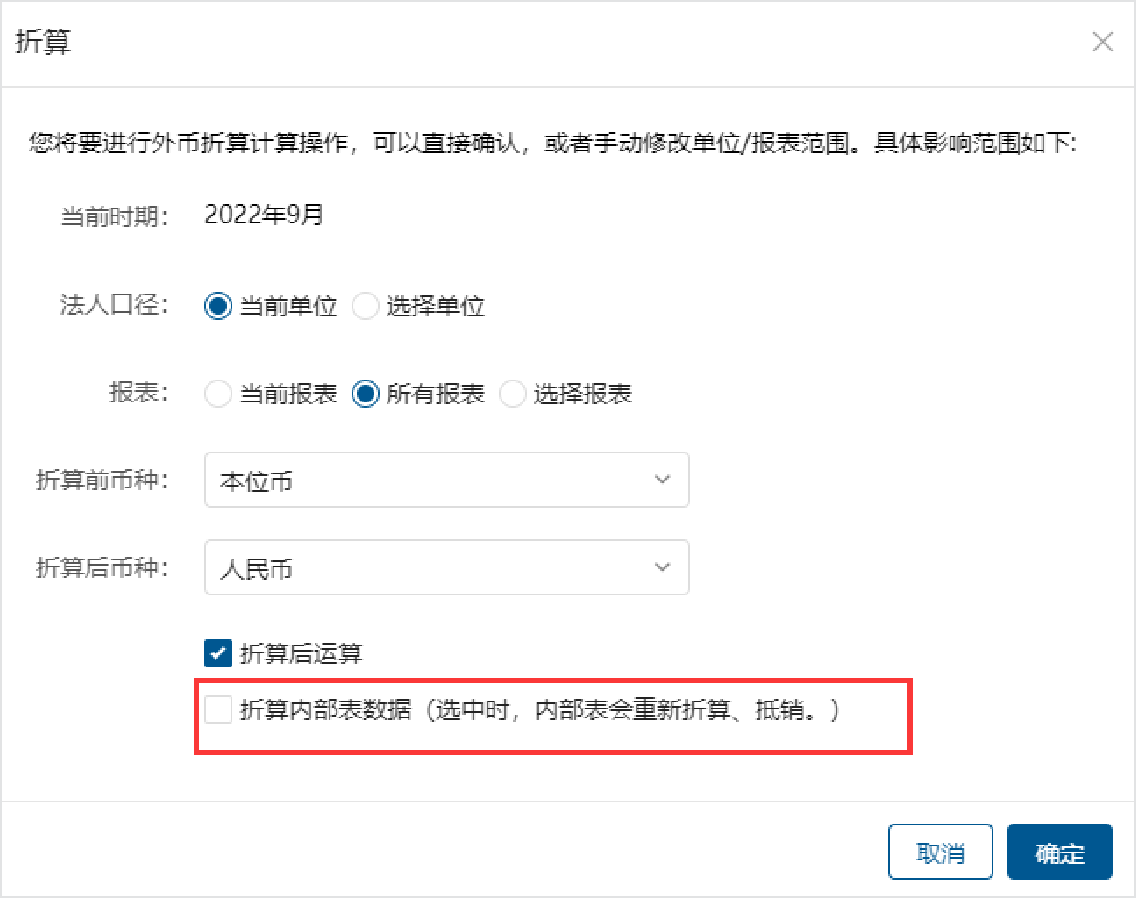 折算
您将要进行外币折算计算操作，可以直接确认，或者手动修改单位/报表范围。具体影响范围如下:
当前时期： 2022年9月
法人口径： 当前单位 选择单位
报表： 当前报表 所有报表 选择报表
折算前币种： 本位币
折算后币种： 人民币
折算后运算
折算内部表数据（选中时，内部表会重新折算、抵销。）
取消 确定